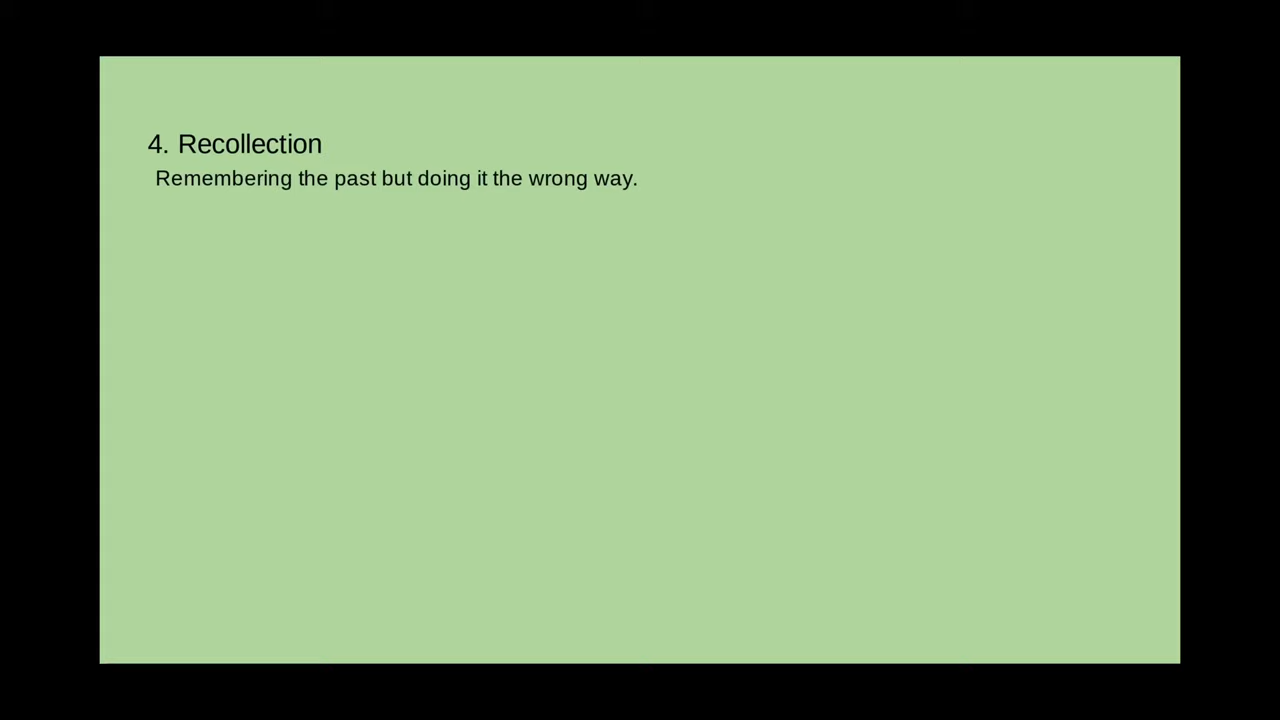 4. Recollection
Remembering the past but doing it the wrong way.